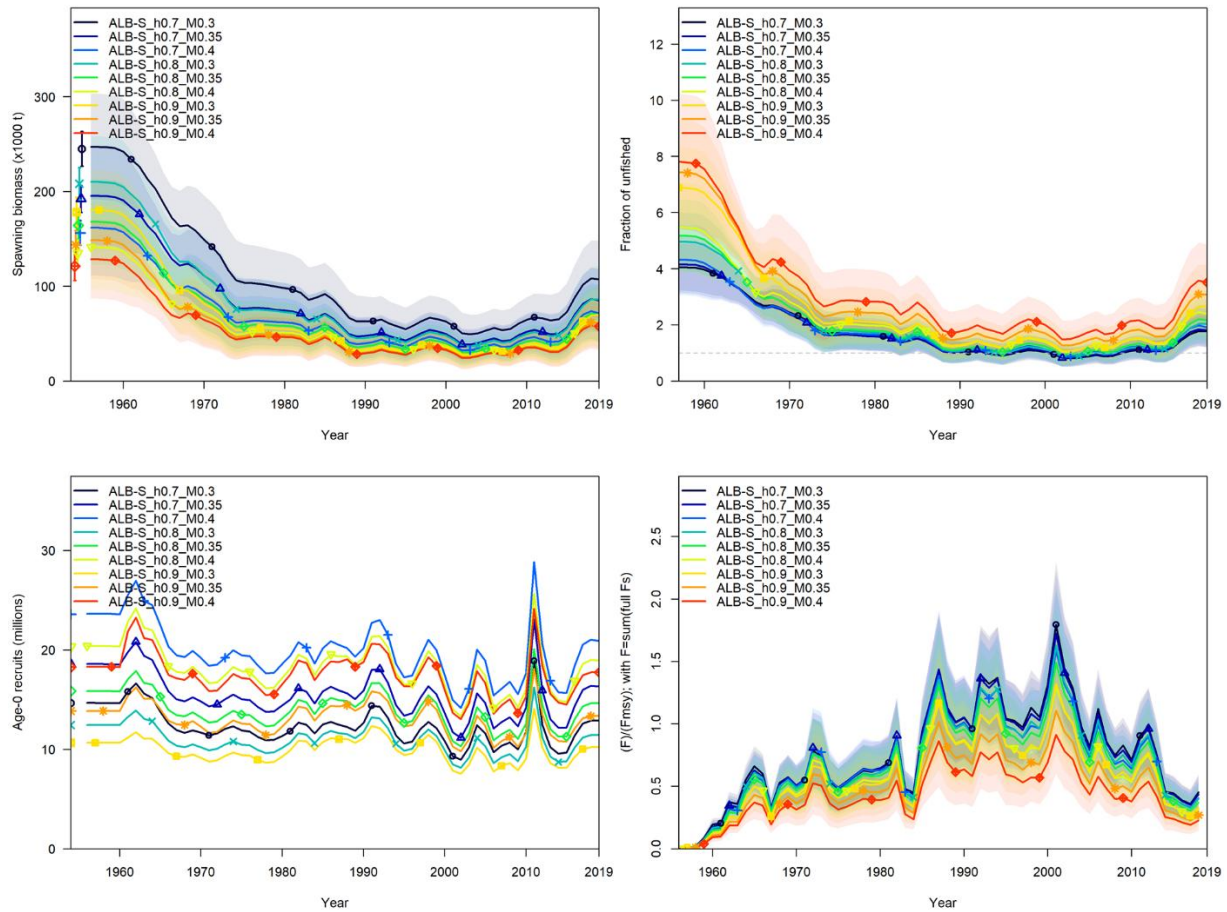 ALB-S_h0.7_M0.3
ALB-S_h0.7_M0.35
ALB-S_h0.7_M0.4
ALB-S_h0.8_M0.3
ALB-S_h0.8_M0.35
ALB-S_h0.8_M0.4
ALB-S_h0.9_M0.3
ALB-S_h0.9_M0.35
ALB-S_h0.9_M0.4
Spawning biomass (x1000 t)
300
200
100
0
1960 1970 1980 1990 2000 2010 2019
Year
ALB-S_h0.7_M0.3
ALB-S_h0.7_M0.35
ALB-S_h0.7_M0.4
ALB-S_h0.8_M0.3
ALB-S_h0.8_M0.35
ALB-S_h0.8_M0.4
ALB-S_h0.9_M0.3
ALB-S_h0.9_M0.35
ALB-S_h0.9_M0.4
Fraction of unfished
12
10
8
6
4
2
0
1960 1970 1980 1990 2000 2010 2019
Year
ALB-S_h0.7_M0.3
ALB-S_h0.7_M0.35
ALB-S_h0.7_M0.4
ALB-S_h0.8_M0.3
ALB-S_h0.8_M0.35
ALB-S_h0.8_M0.4
ALB-S_h0.9_M0.3
ALB-S_h0.9_M0.35
ALB-S_h0.9_M0.4
Age-0 recruits (millions)
30
20
10
0
1960 1970 1980 1990 2000 2010 2019
Year
ALB-S_h0.7_M0.3
ALB-S_h0.7_M0.35
ALB-S_h0.7_M0.4
ALB-S_h0.8_M0.3
ALB-S_h0.8_M0.35
ALB-S_h0.8_M0.4
ALB-S_h0.9_M0.3
ALB-S_h0.9_M0.35
ALB-S_h0.9_M0.4
(F)/(Fmsy); with F=sum(full Fs)
2.5
2.0
1.5
1.0
0.5
0.0
1960 1970 1980 1990 2000 2010 2019
Year